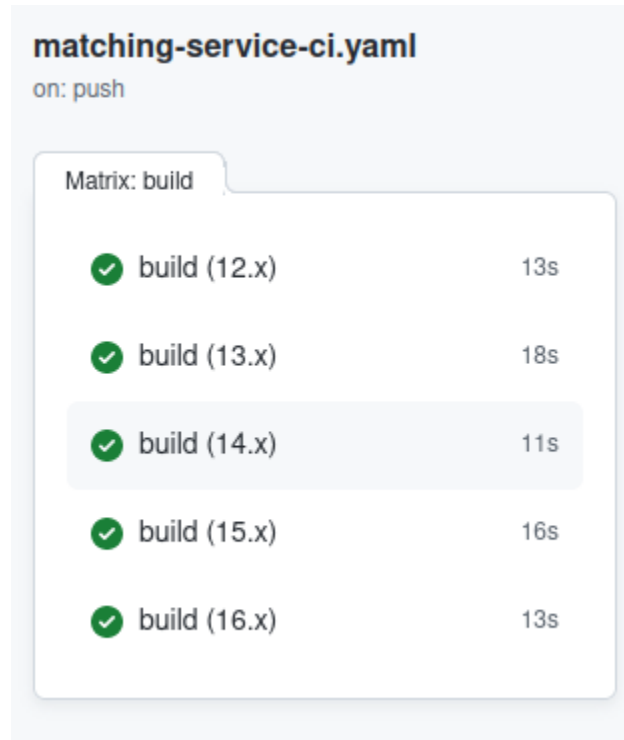 matching-service-ci.yaml
on: push
Matrix: build
build (12.x) 13s
build (13.x) 18s
build (14.x) 11s
build (15.x) 16s
build (16.x) 13s